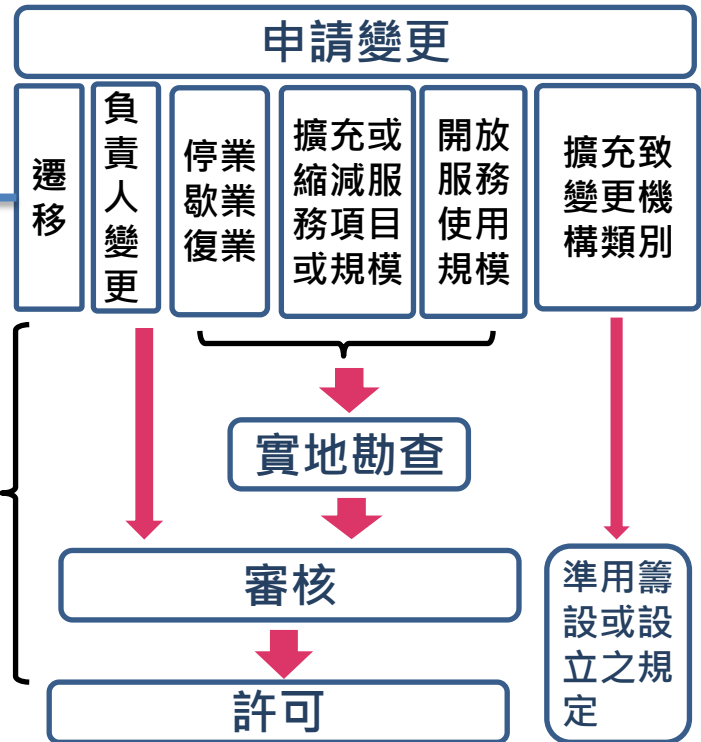 申請變更
遷
移
負
責
人
變
更
停業
歇業
復業
擴充或
縮減服
務項目
或規模
開放
服務
使用
規模
擴充致
變更機
構類別
實地勘查
審核
許可
準用籌
設或設
立之規
定